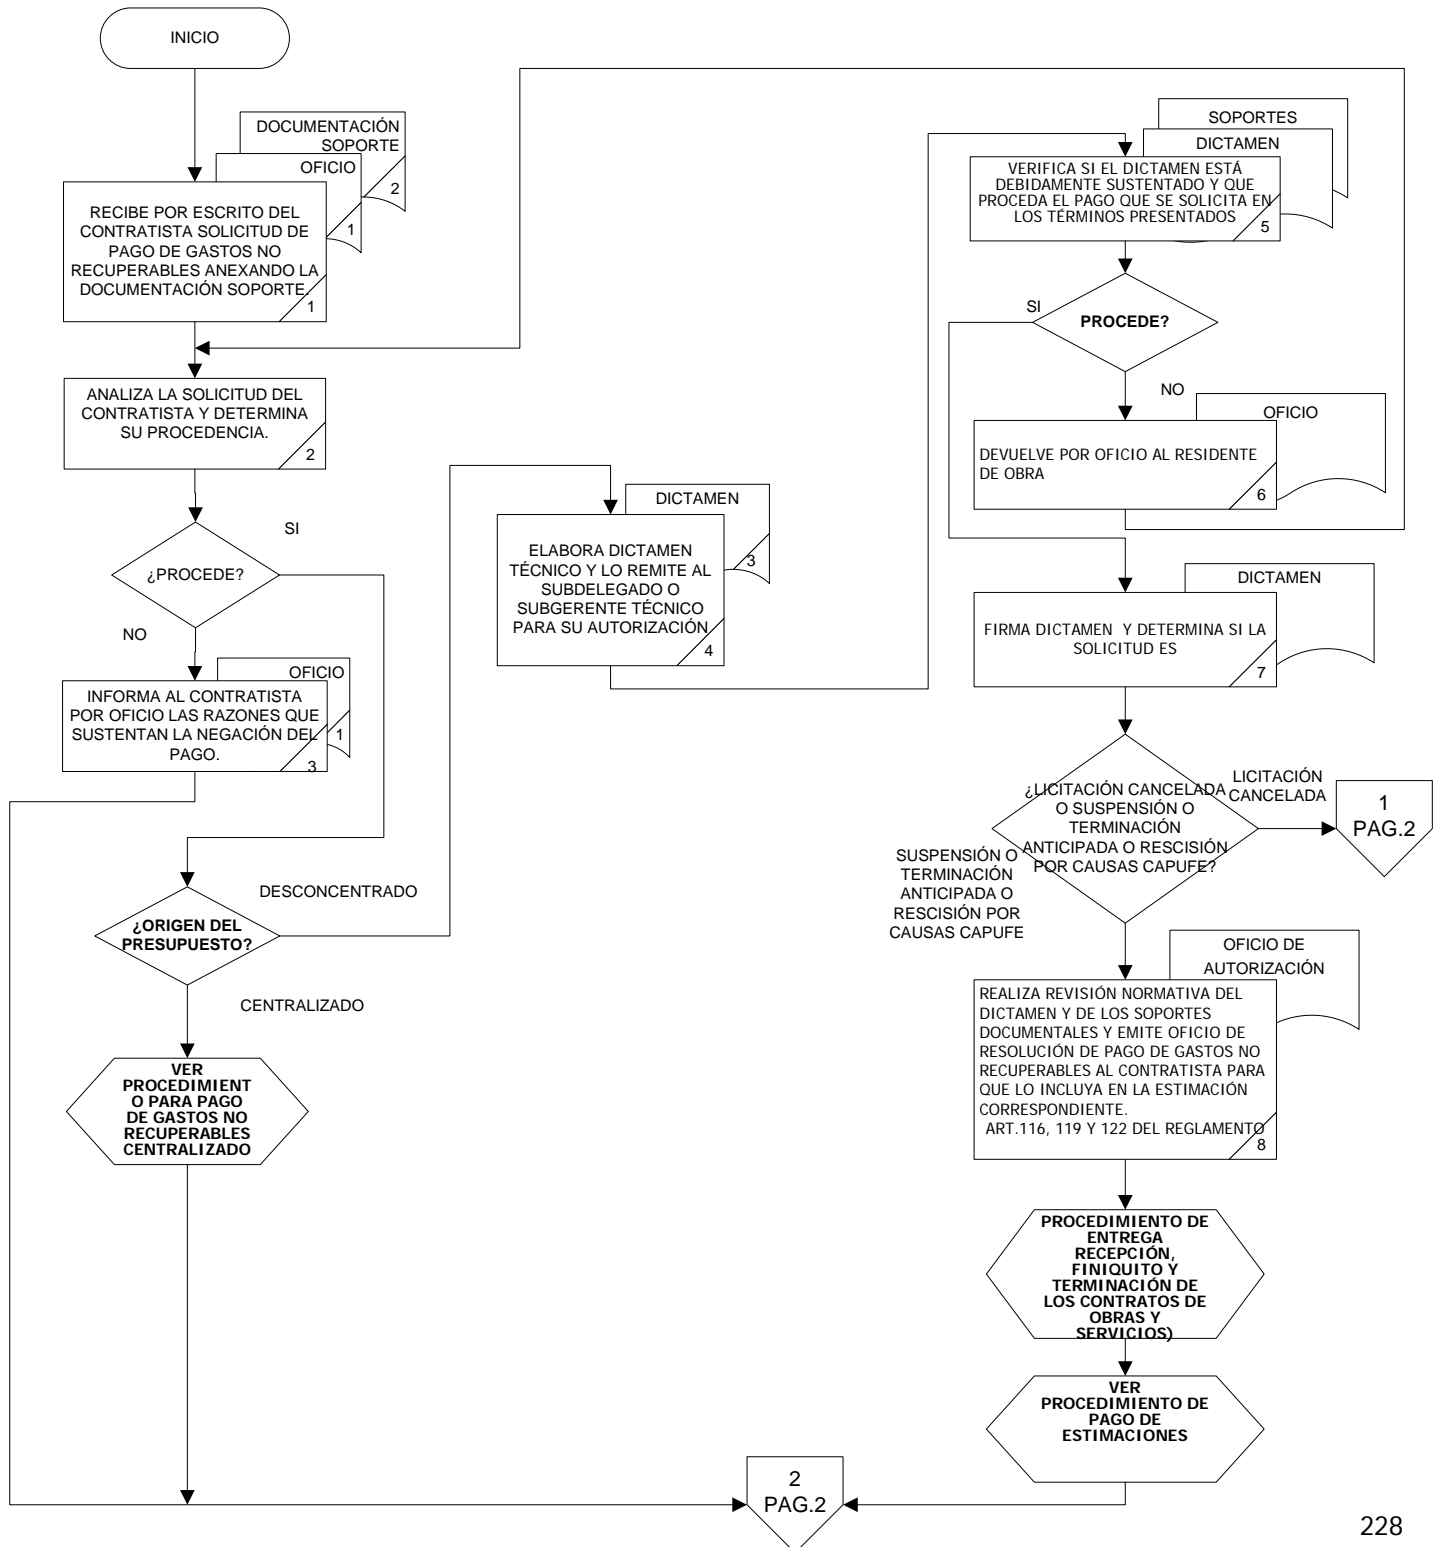 INICIO
DOCUMENTACIÓN
SOPORTE
2
OFICIO
1
RECIBE POR ESCRITO DEL
CONTRATISTA SOLICITUD DE
PAGO DE GASTOS NO
RECUPERABLES ANEXANDO LA
DOCUMENTACIÓN SOPORTE.
1
ANALIZA LA SOLICITUD DEL
CONTRATISTA Y DETERMINA
SU PROCEDENCIA.
2
SI
¿PROCEDE?
NO
OFICIO
1
INFORMA AL CONTRATISTA
POR OFICIO LAS RAZONES QUE
SUSTENTAN LA NEGACIÓN DEL
PAGO.
3
DESCONCENTRADO
¿ORIGEN DEL
PRESUPUESTO?
CENTRALIZADO
VER
PROCEDIMIENT
O PARA PAGO
DE GASTOS NO
RECUPERABLES
CENTRALIZADO
DICTAMEN
3
ELABORA DICTAMEN
TÉCNICO Y LO REMITE AL
SUBDELEGADO O
SUBGERENTE TÉCNICO
PARA SU AUTORIZACIÓN
4
SOPORTES
DICTAMEN
VERIFICA SI EL DICTAMEN ESTÁ
DEBIDAMENTE SUSTENTADO Y QUE
PROCEDA EL PAGO QUE SE SOLICITA EN
LOS TÉRMINOS PRESENTADOS
5
SI
PROCEDE?
NO
OFICIO
DEVUELVE POR OFICIO AL RESIDENTE
DE OBRA
6
DICTAMEN
FIRMA DICTAMEN Y DETERMINA SI LA
SOLICITUD ES
7
¿LICITACIÓN CANCELADA
O SUSPENSIÓN O
TERMINACIÓN
ANTICIPADA O RESCISIÓN
POR CAUSAS CAPUFE?
LICITACIÓN
CANCELADA
1
PAG.2
SUSPENSIÓN O
TERMINACIÓN
ANTICIPADA O
RESCISIÓN POR
CAUSAS CAPUFE
OFICIO DE
AUTORIZACIÓN
REALIZA REVISIÓN NORMATIVA DEL
DICTAMEN Y DE LOS SOPORTES
DOCUMENTALES Y EMITE OFICIO DE
RESOLUCIÓN DE PAGO DE GASTOS NO
RECUPERABLES AL CONTRATISTA PARA
QUE LO INCLUYA EN LA ESTIMACIÓN
CORRESPONDIENTE.
ART.116, 119 Y 122 DEL REGLAMENTO
8
PROCEDIMIENTO DE
ENTREGA
RECEPCIÓN,
FINIQUITO Y
TERMINACIÓN DE
LOS CONTRATOS DE
OBRAS Y
SERVICIOS)
VER
PROCEDIMIENTO DE
PAGO DE
ESTIMACIONES
2
PAG.2
228